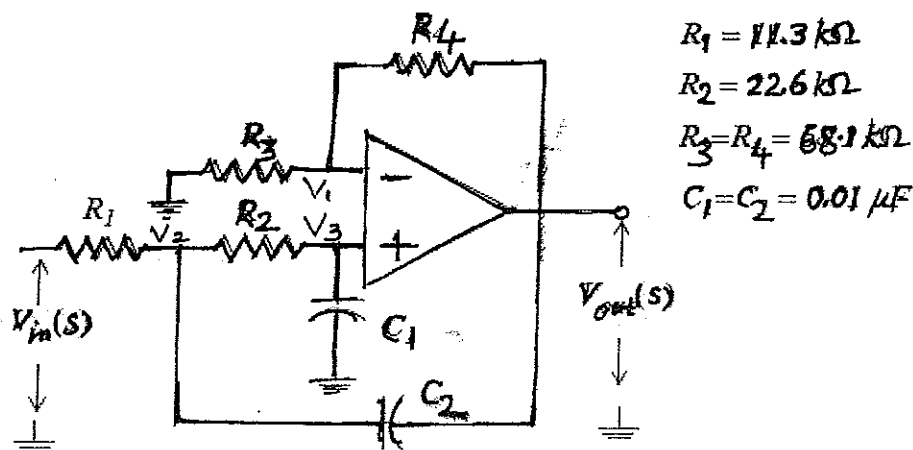 R4
R3
V1
R1
V2
R2
V3
−
+
Vin(S)
C1
C2
Vout(S)
R1 = 11.3 kΩ
R2 = 22.6 kΩ
R3=R4= 68.1 kΩ
C1=C2 = 0.01 µF